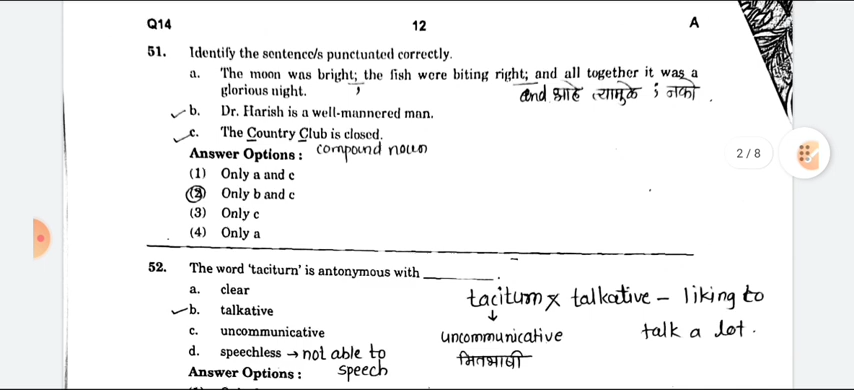 Q14 12 A
51. Identify the sentence/s punctuated correctly.
a. The moon was bright; the fish were biting right; and all together it was a
glorious night. , and आहे त्यामुळे ; नको .
b. Dr. Harish is a well-mannered man.
c. The Country Club is closed.
Answer Options : compound noun
(1) Only a and c
(2) Only b and c
(3) Only c
(4) Only a
2 / 8
52. The word 'taciturn' is antonymous with ________.
a. clear
taciturn x talkative – liking to
b. talkative
talk a lot.
c. uncommunicative
uncommunicative
d. speechless → not able to
मितभाषी
Answer Options : speech